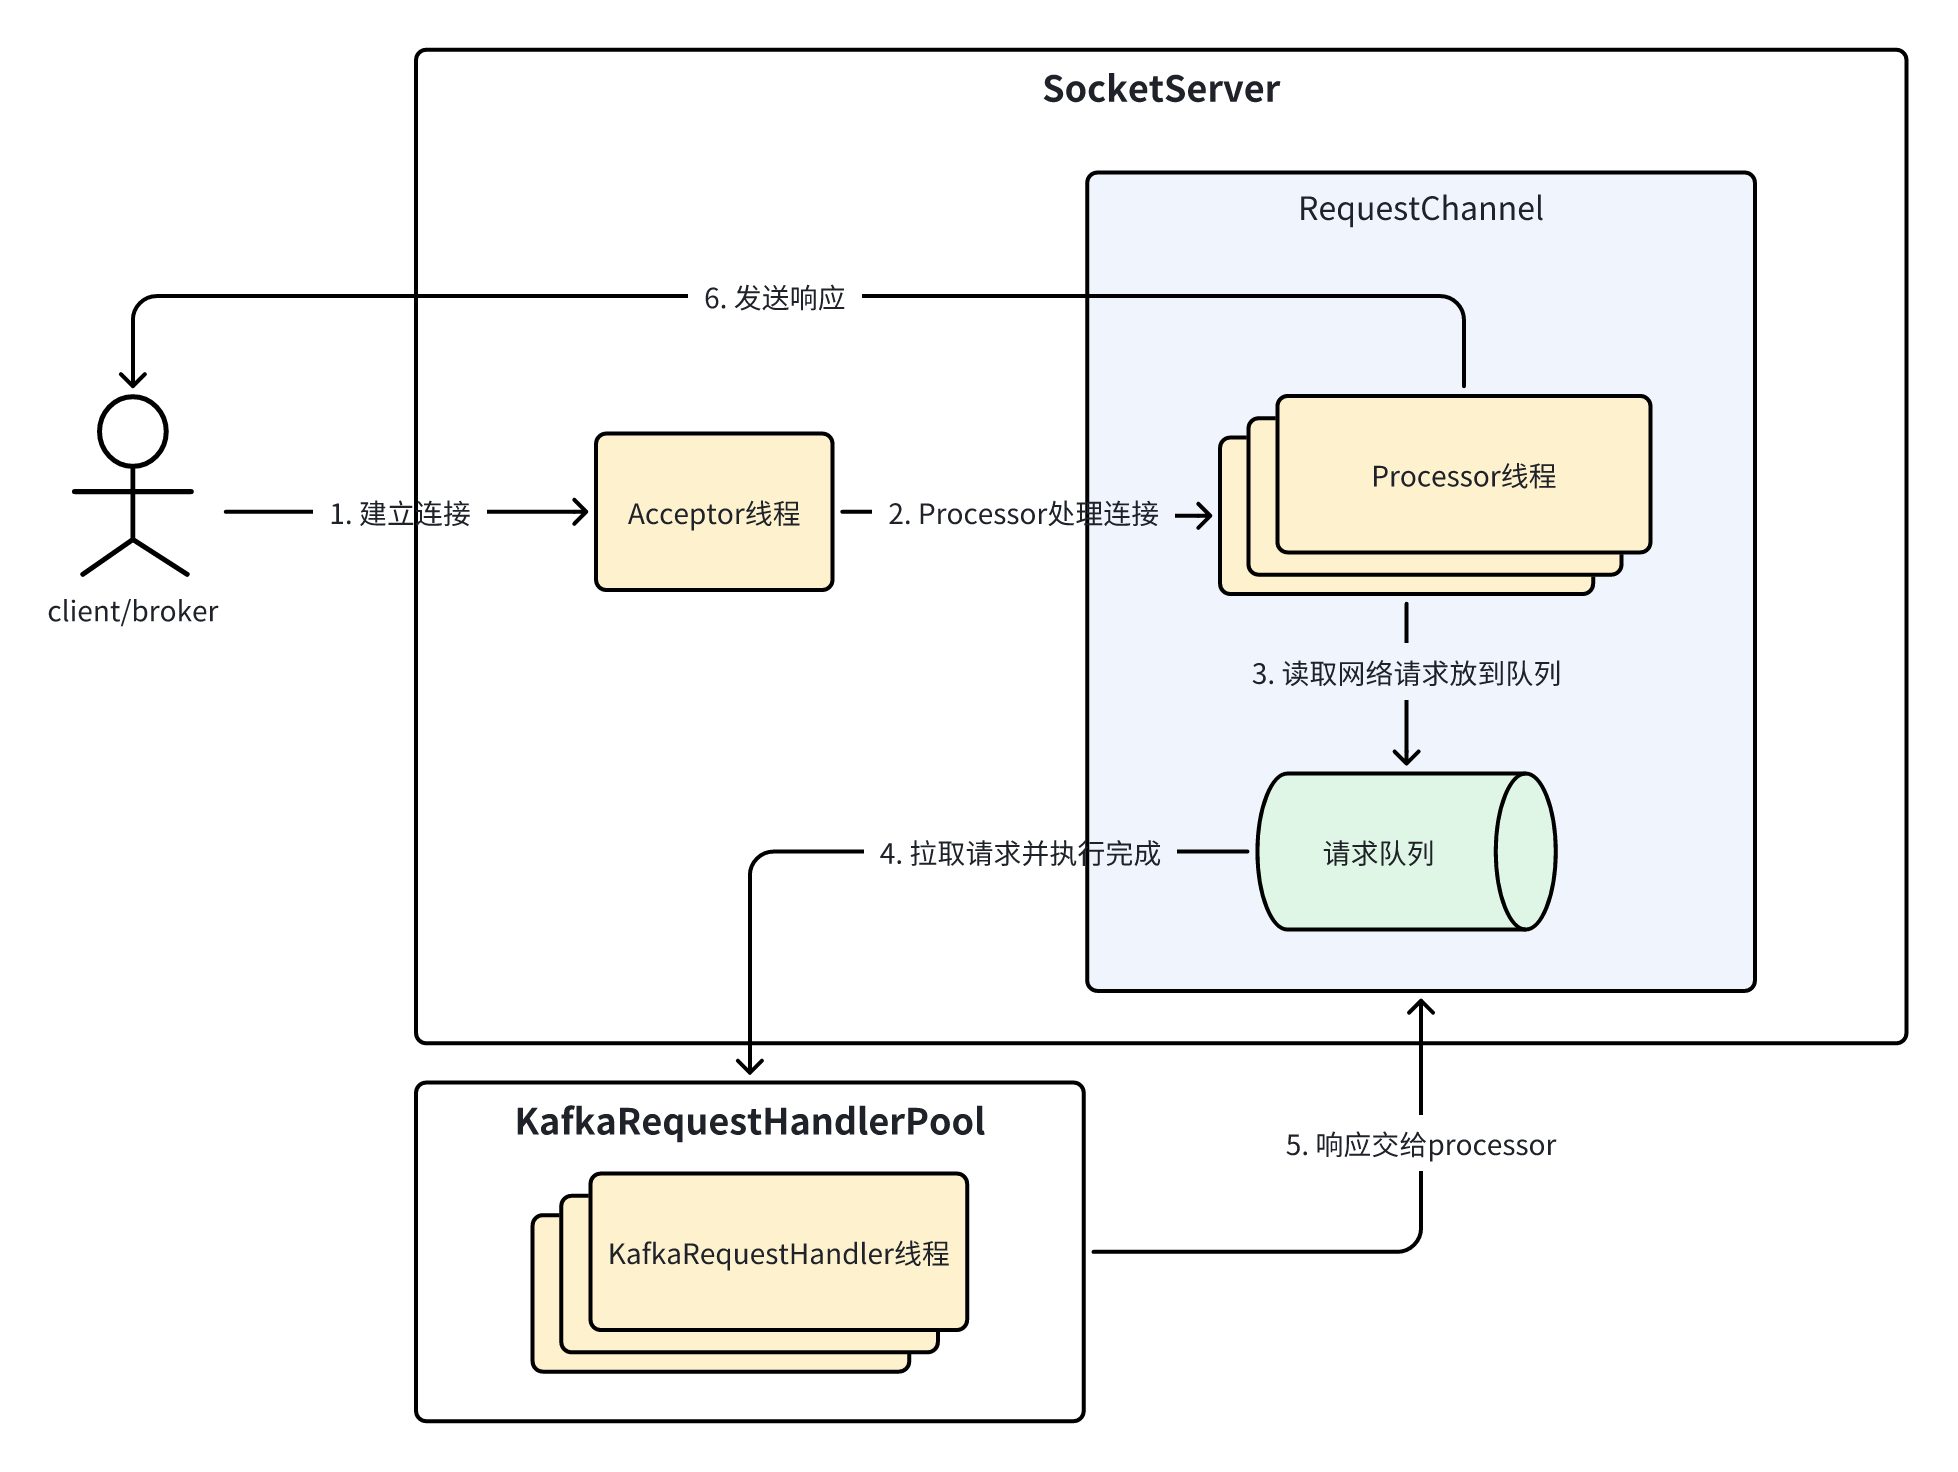 SocketServer
RequestChannel
6. 发送响应
Processor线程
1. 建立连接
Acceptor线程
2. Processor处理连接
client/broker
3. 读取网络请求放到队列
4. 拉取请求并执行完成
请求队列
KafkaRequestHandlerPool
5. 响应交给processor
KafkaRequestHandler线程